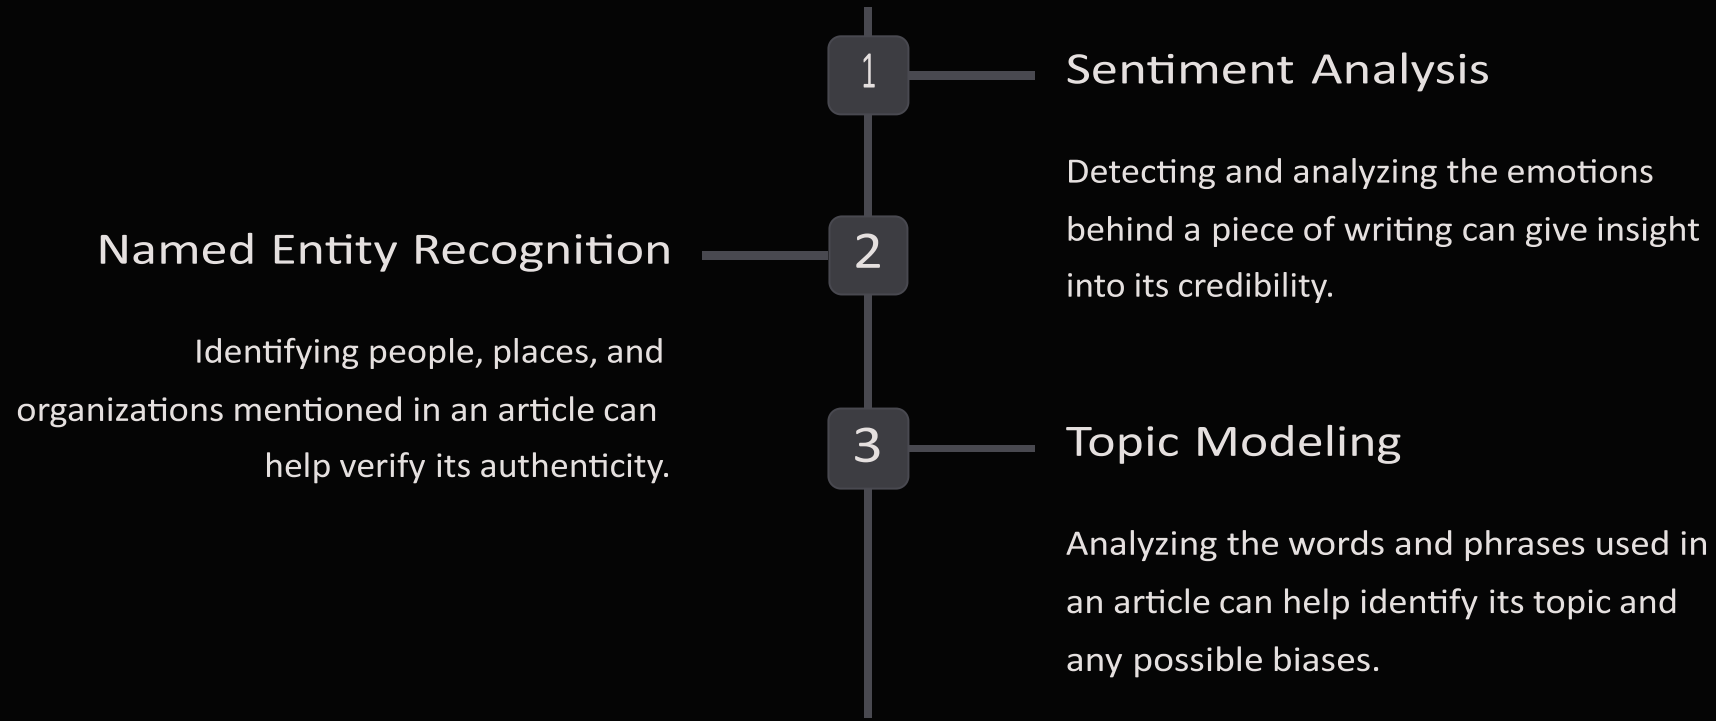 1
Sentiment Analysis
Detecting and analyzing the emotions
behind a piece of writing can give insight
into its credibility.
2
Named Entity Recognition
Identifying people, places, and
organizations mentioned in an article can
help verify its authenticity.
3
Topic Modeling
Analyzing the words and phrases used in
an article can help identify its topic and
any possible biases.